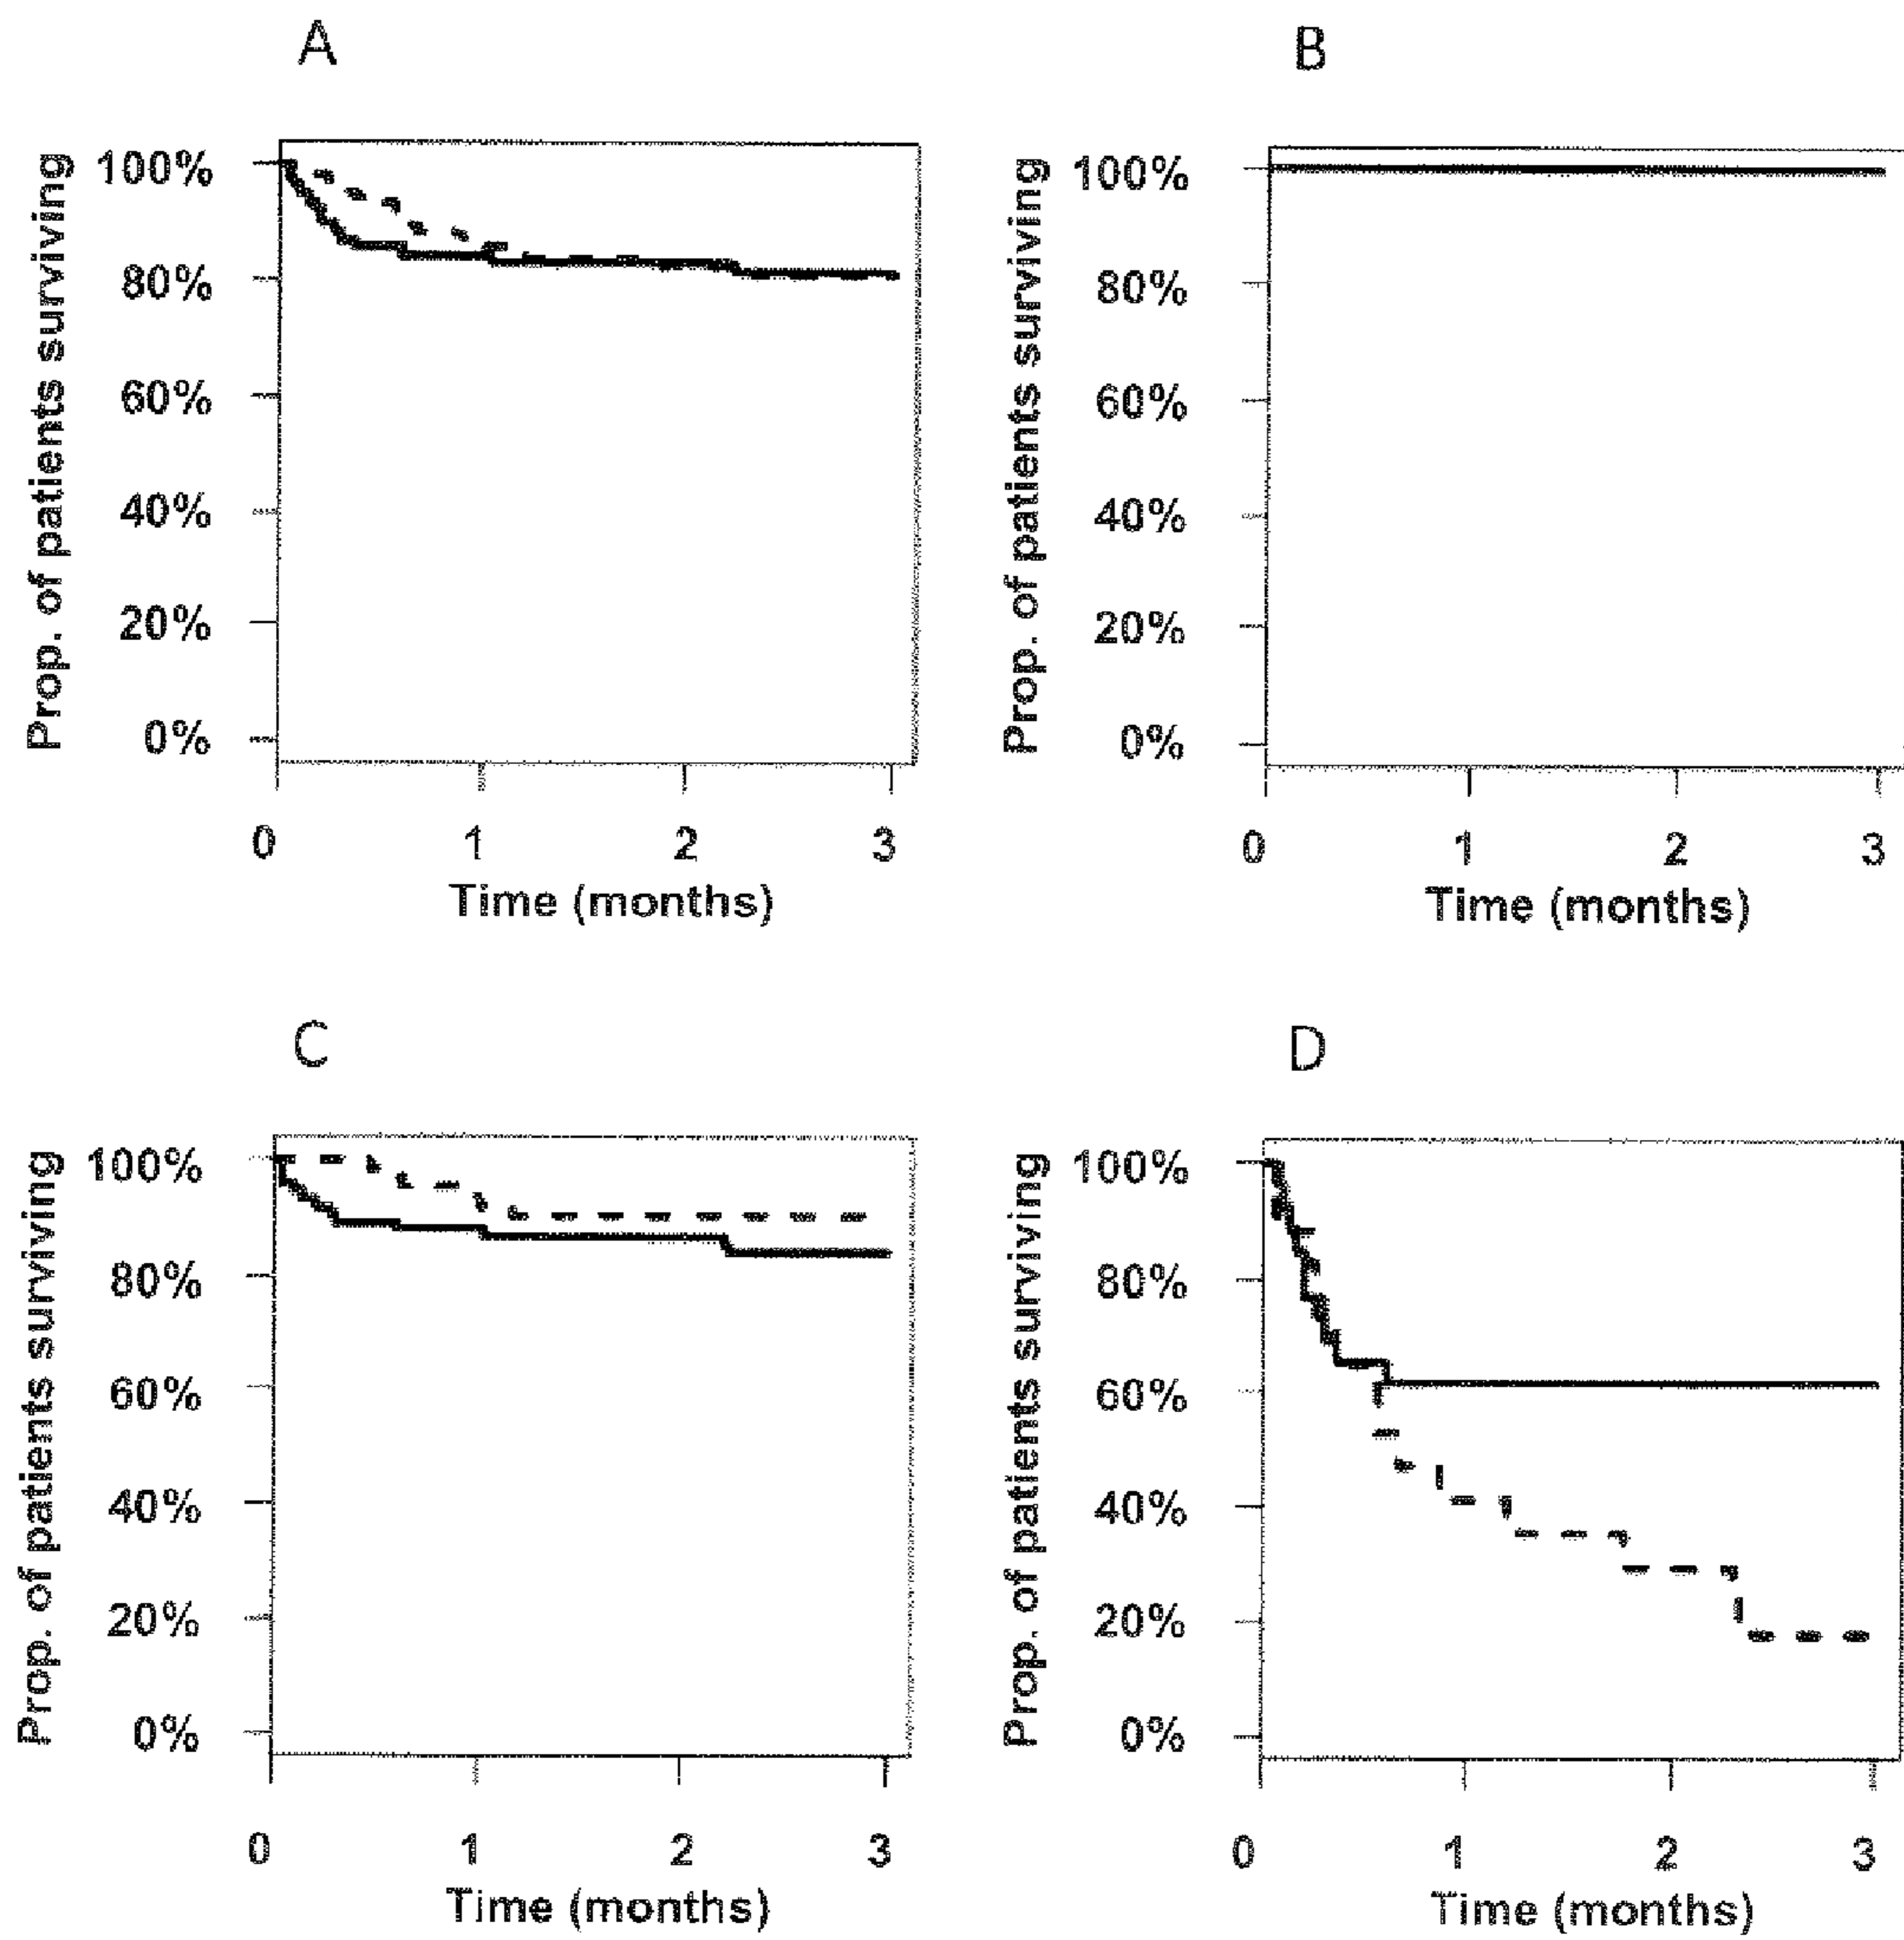 A
Prop. of patients surviving
100%
80%
60%
40%
20%
0%
0 1 2 3
Time (months)
B
Prop. of patients surviving
100%
80%
60%
40%
20%
0%
0 1 2 3
Time (months)
C
Prop. of patients surviving
100%
80%
60%
40%
20%
0%
0 1 2 3
Time (months)
D
Prop. of patients surviving
100%
80%
60%
40%
20%
0%
0 1 2 3
Time (months)